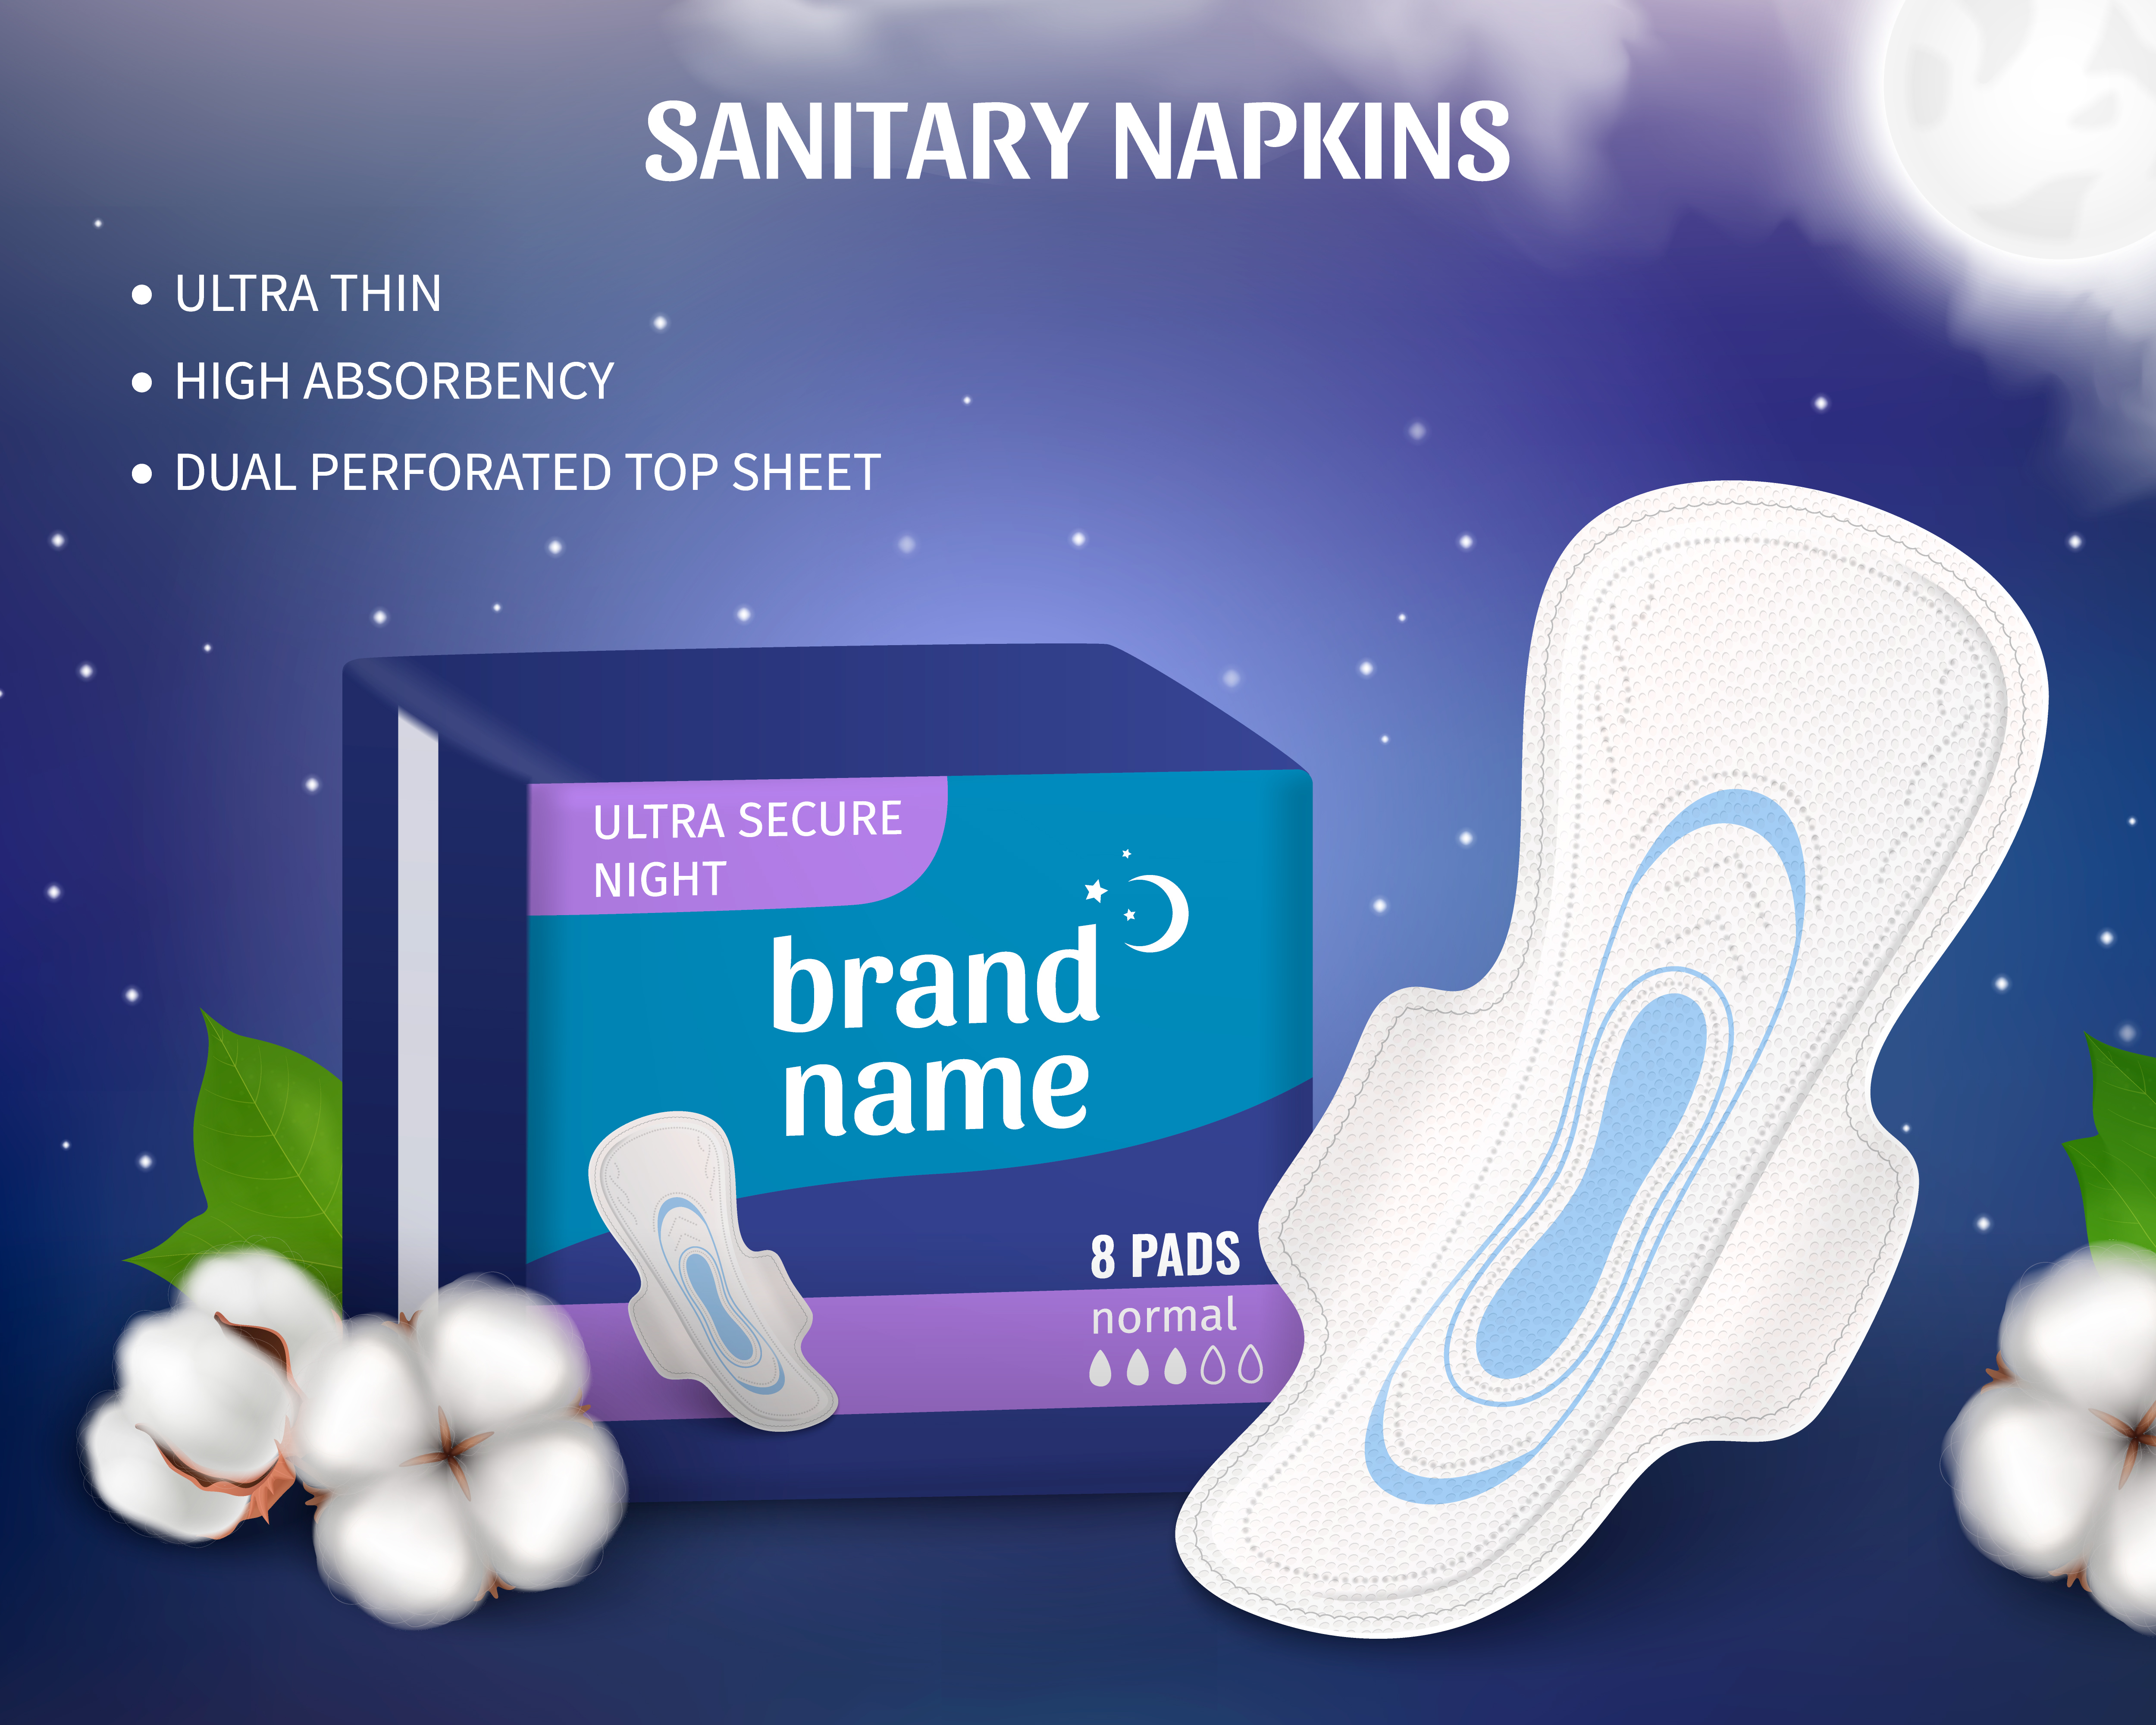 SANITARY NAPKINS
• ULTRA THIN
• HIGH ABSORBENCY
• DUAL PERFORATED TOP SHEET
ULTRA SECURE
NIGHT
brand
name
8 PADS
normal